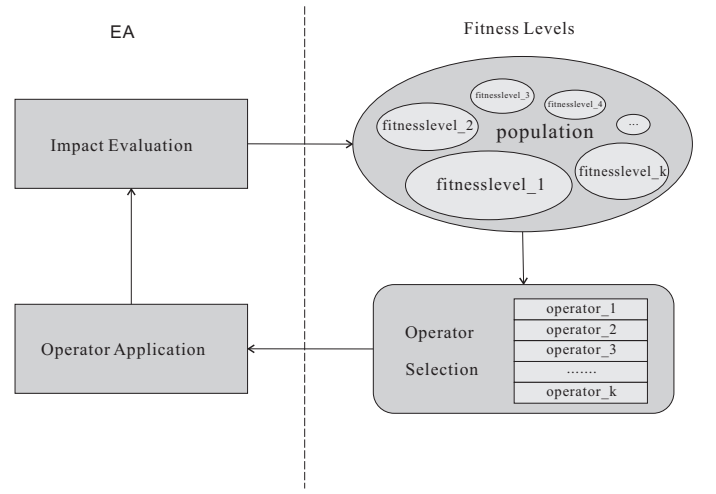 EA
Fitness Levels
Impact Evaluation
fitnesslevel_3
fitnesslevel_4
fitnesslevel_2
...
population
fitnesslevel_k
fitnesslevel_1
Operator Application
Operator
Selection
operator_1
operator_2
operator_3
.......
operator_k